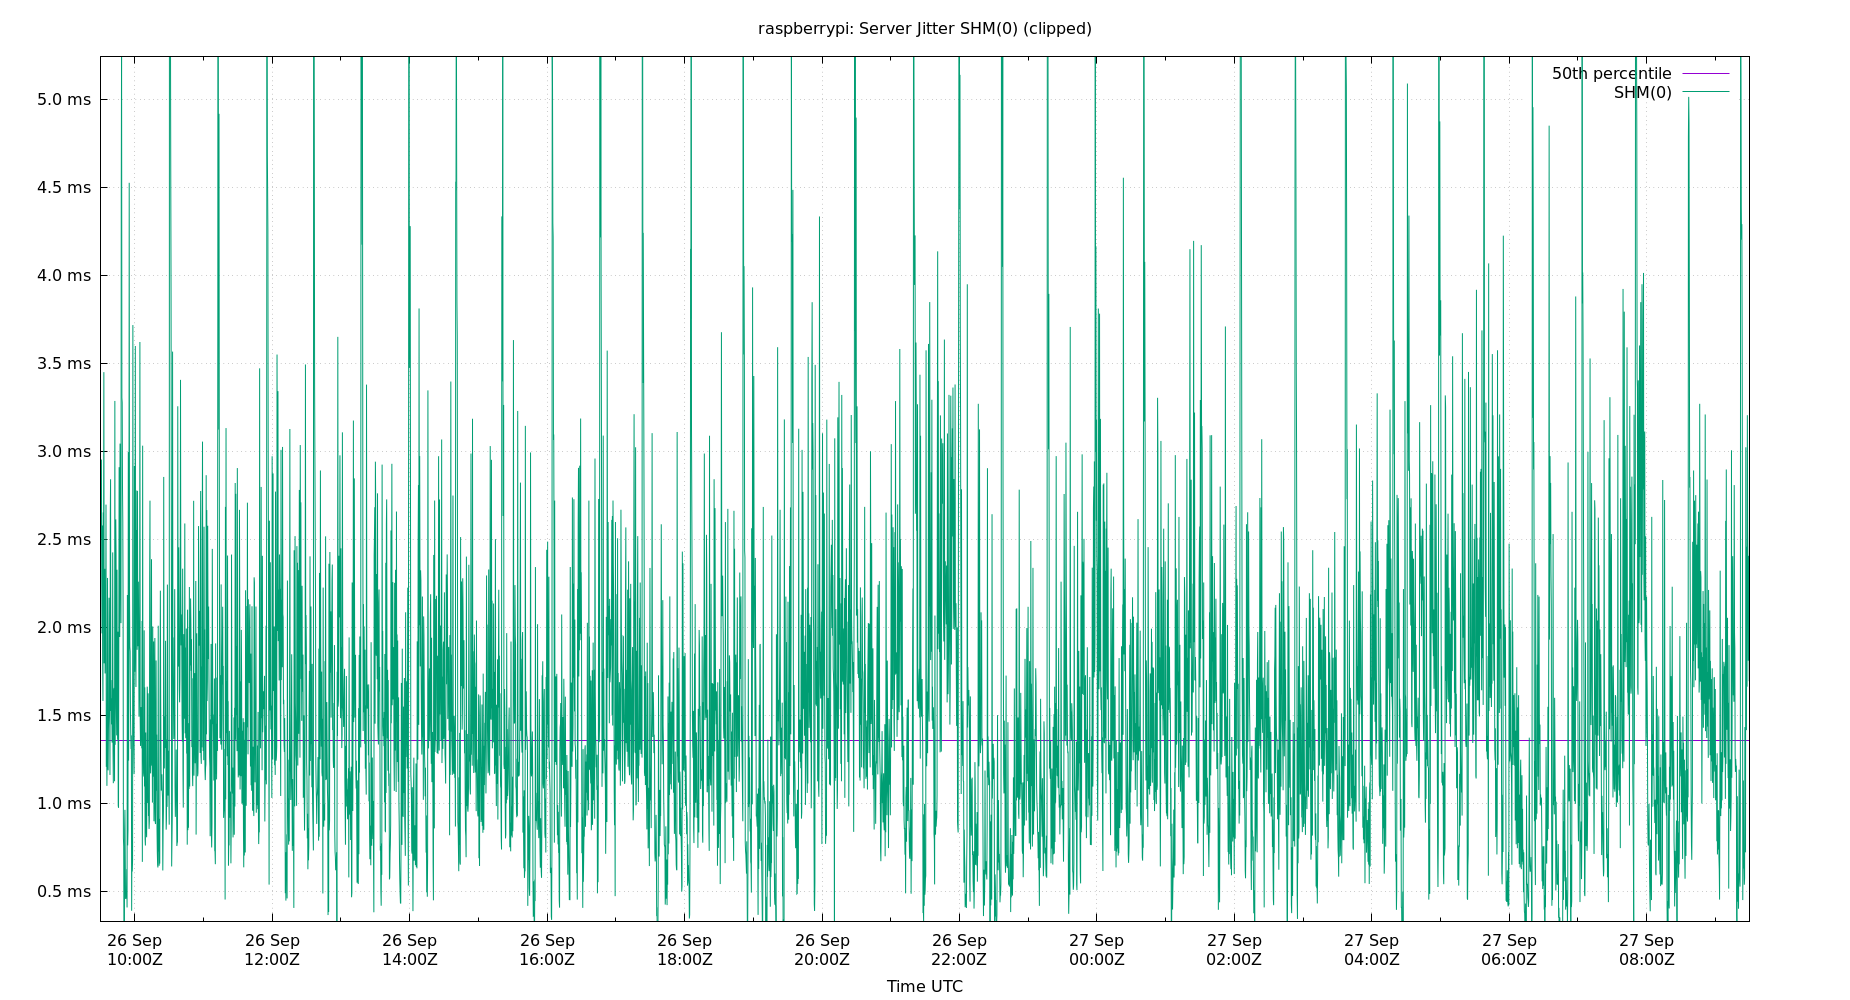 raspberrypi: Server Jitter SHM(0) (clipped)
50th percentile
SHM(0)
5.0 ms
4.5 ms
4.0 ms
3.5 ms
3.0 ms
2.5 ms
2.0 ms
1.5 ms
1.0 ms
0.5 ms
26 Sep 26 Sep 26 Sep 26 Sep 26 Sep 26 Sep 26 Sep 27 Sep 27 Sep 27 Sep 27 Sep 27 Sep
10:00Z 12:00Z 14:00Z 16:00Z 18:00Z 20:00Z 22:00Z 00:00Z 02:00Z 04:00Z 06:00Z 08:00Z
Time UTC